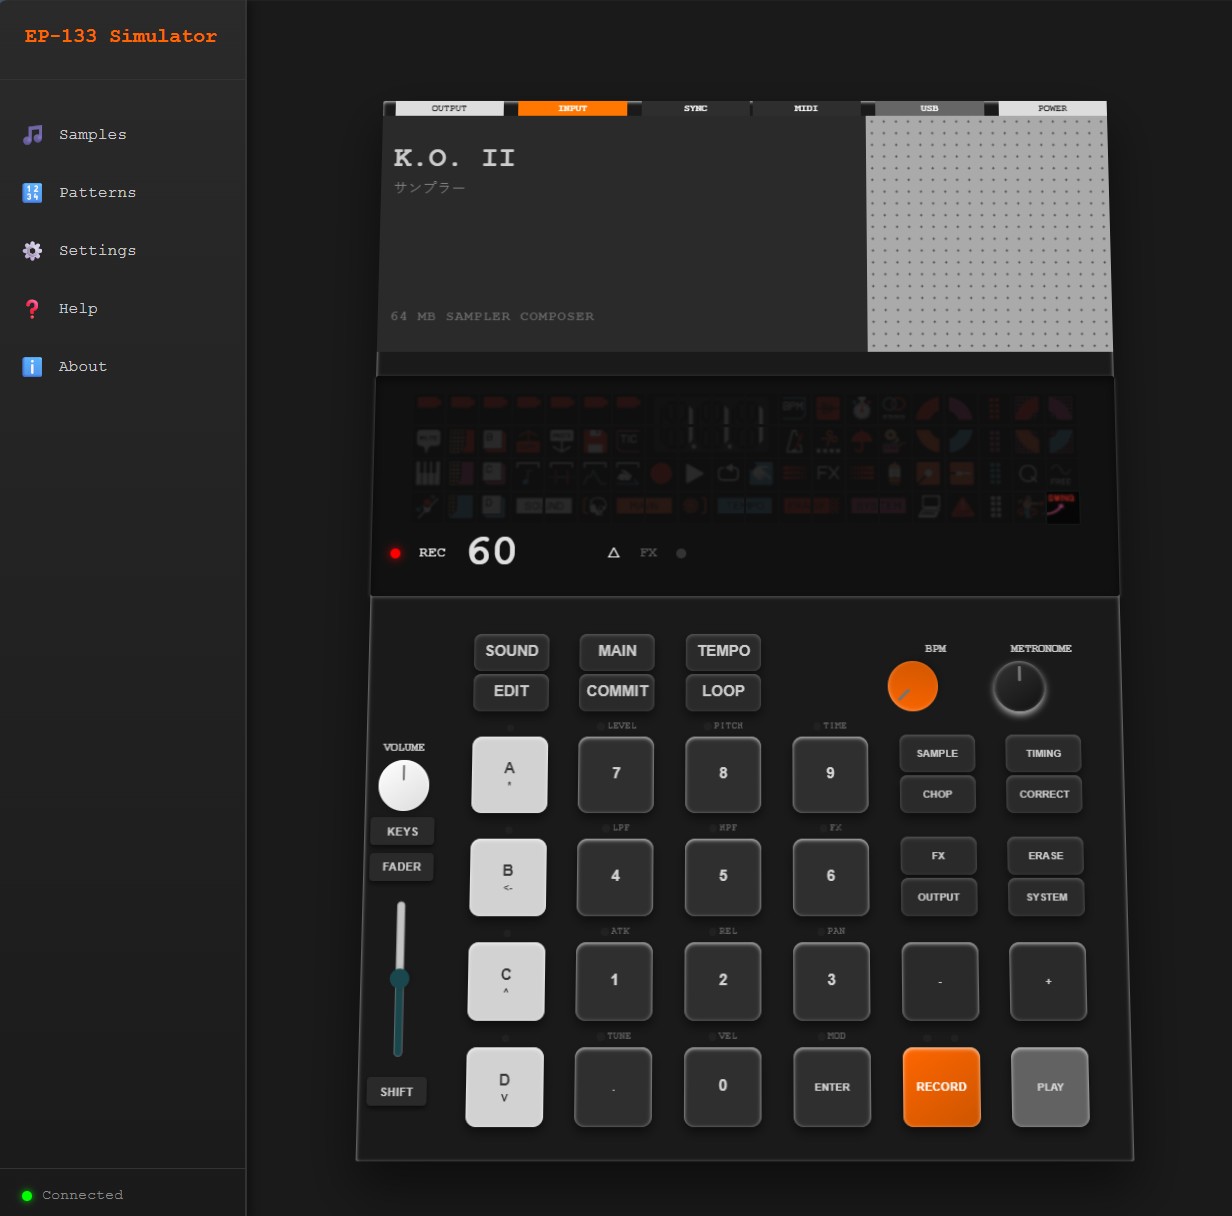 EP-133 Simulator
Samples
Patterns
Settings
Help
About
Connected
OUTPUT INPUT SYNC MIDI USB POWER
K.O. II
サンプラー
64 MB SAMPLER COMPOSER
BPM
TIC
FX Q
SWING
REC 60 FX
SOUND MAIN TEMPO
EDIT COMMIT LOOP
BPM METRONOME
LEVEL PITCH TIME
VOLUME
A 7 8 9
*
SAMPLE TIMING
CHOP CORRECT
KEYS
FADER
LPF HPF FX
B 4 5 6
<-
FX ERASE
OUTPUT SYSTEM
ATK REL PAN
C 1 2 3 - +
^
TUNE VEL MOD
SHIFT
D . 0 ENTER RECORD PLAY
V